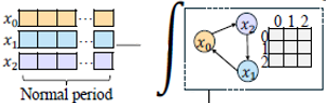 x₀ ...
x₁ ...
x₂ ...
Normal period
∫
x₂
x₀
x₁
0 1 2
0
1
2